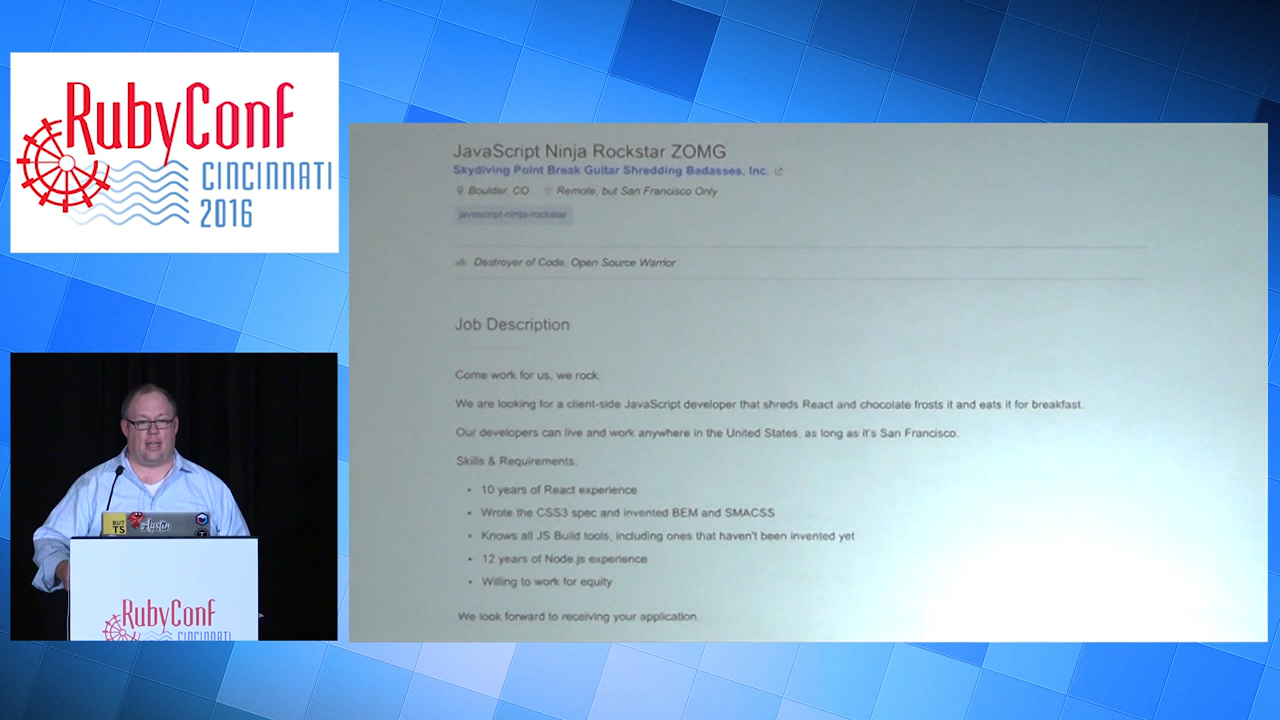 RubyConf
CINCINNATI
2016
JavaScript Ninja Rockstar ZOMG
Skydiving Point Break Guitar Shredding Badasses, Inc.
Boulder, CO Remote, but San Francisco Only
javascript-ninja-rockstar
Destroyer of Code, Open Source Warrior
Job Description
Come work for us, we rock.
We are looking for a client-side JavaScript developer that shreds React and chocolate frosts it and eats it for breakfast.
Our developers can live and work anywhere in the United States, as long as it's San Francisco.
Skills & Requirements:
• 10 years of React experience
• Wrote the CSS3 spec and invented BEM and SMACSS
• Knows all JS Build tools, including ones that haven't been invented yet
• 12 years of Node.js experience
• Willing to work for equity
We look forward to receiving your application
BUT
TS
Austin
RubyConf
CINCINNATI